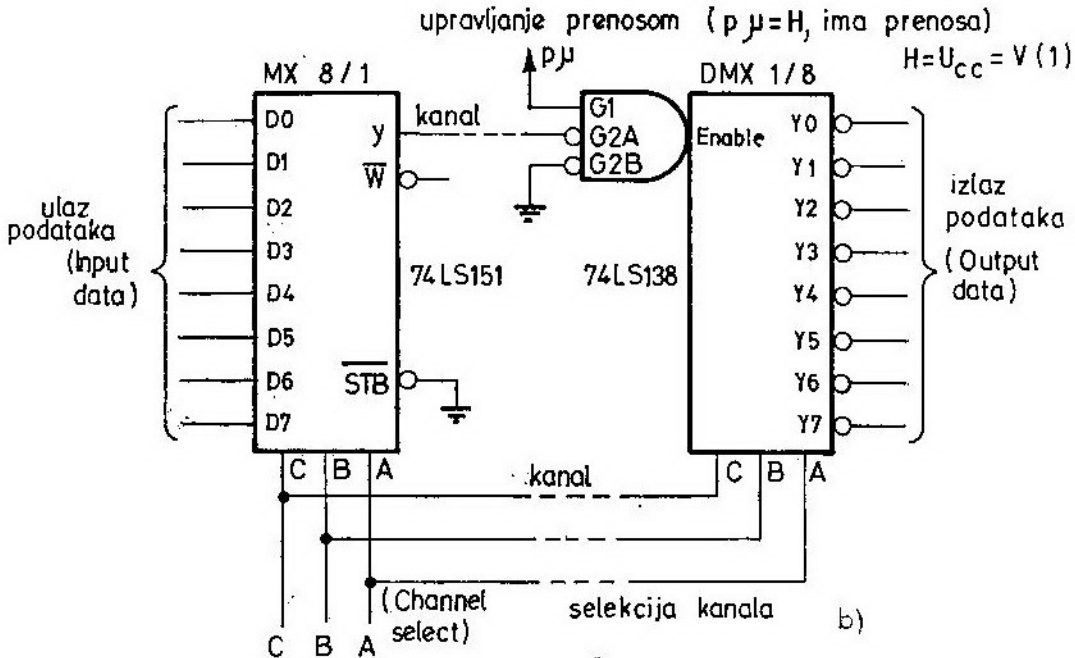 upravljanje prenosom (pμ=H, ima prenosa)
H=U_CC = V(1)
MX 8/1
pμ
DMX 1/8
kanal
D0
D1
D2
D3
D4
D5
D6
D7
y
W̅
S̅T̅B̅
G1
G2A
G2B
Enable
Y0
Y1
Y2
Y3
Y4
Y5
Y6
Y7
ulaz
podataka
(Input
data)
74LS151
74LS138
izlaz
podataka
(Output
data)
C B A
C B A
kanal
(Channel
select)
selekcija kanala
b)
C B A